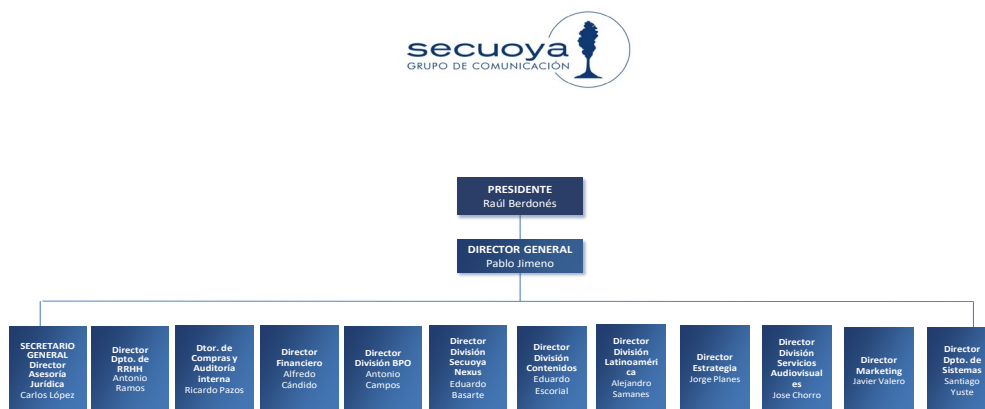 secuoya
GRUPO DE COMUNICACIÓN
PRESIDENTE
Raúl Berdonés
DIRECTOR GENERAL
Pablo Jimeno
SECRETARIO
GENERAL
Director
Asesoría
Jurídica
Carlos López
Director
Dpto. de
RRHH
Antonio
Ramos
Dtor. de
Compras y
Auditoría
interna
Ricardo Pazos
Director
Financiero
Alfredo
Cándido
Director
División BPO
Antonio
Campos
Director
División
Secuoya
Nexus
Eduardo
Basarte
Director
División
Contenidos
Eduardo
Escorial
Director
División
Latinoaméri
ca
Alejandro
Samanes
Director
Estrategia
Jorge Planes
Director
División
Servicios
Audiovisual
es
Jose Chorro
Director
Marketing
Javier Valero
Director
Dpto. de
Sistemas
Santiago
Yuste